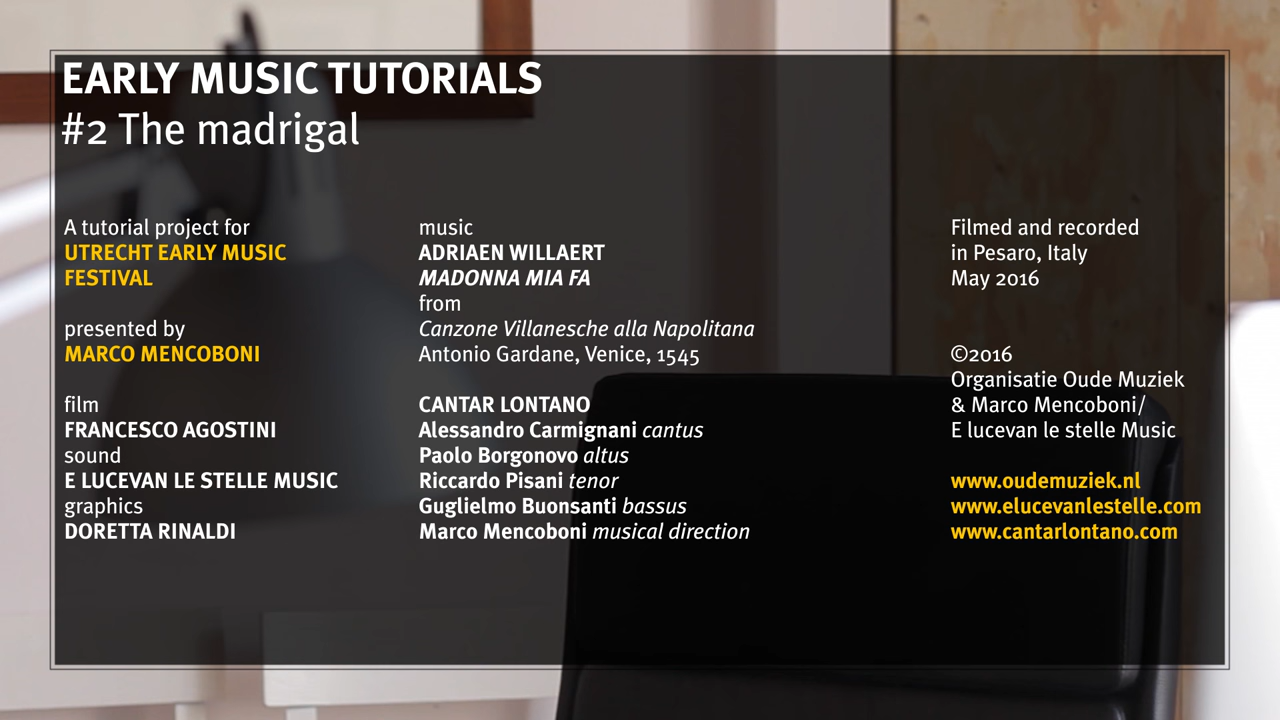 EARLY MUSIC TUTORIALS
#2 The madrigal
A tutorial project for
UTRECHT EARLY MUSIC
FESTIVAL
presented by
MARCO MENCOBONI
film
FRANCESCO AGOSTINI
sound
E LUCEVAN LE STELLE MUSIC
graphics
DORETTA RINALDI
music
ADRIAEN WILLAERT
MADONNA MIA FA
from
Canzone Villanesche alla Napolitana
Antonio Gardane, Venice, 1545
CANTAR LONTANO
Alessandro Carmignani cantus
Paolo Borgonovo altus
Riccardo Pisani tenor
Guglielmo Buonsanti bassus
Marco Mencoboni musical direction
Filmed and recorded
in Pesaro, Italy
May 2016
©2016
Organisatie Oude Muziek
& Marco Mencoboni/
E lucevan le stelle Music
www.oudemuziek.nl
www.elucevanlestelle.com
www.cantarlontano.com